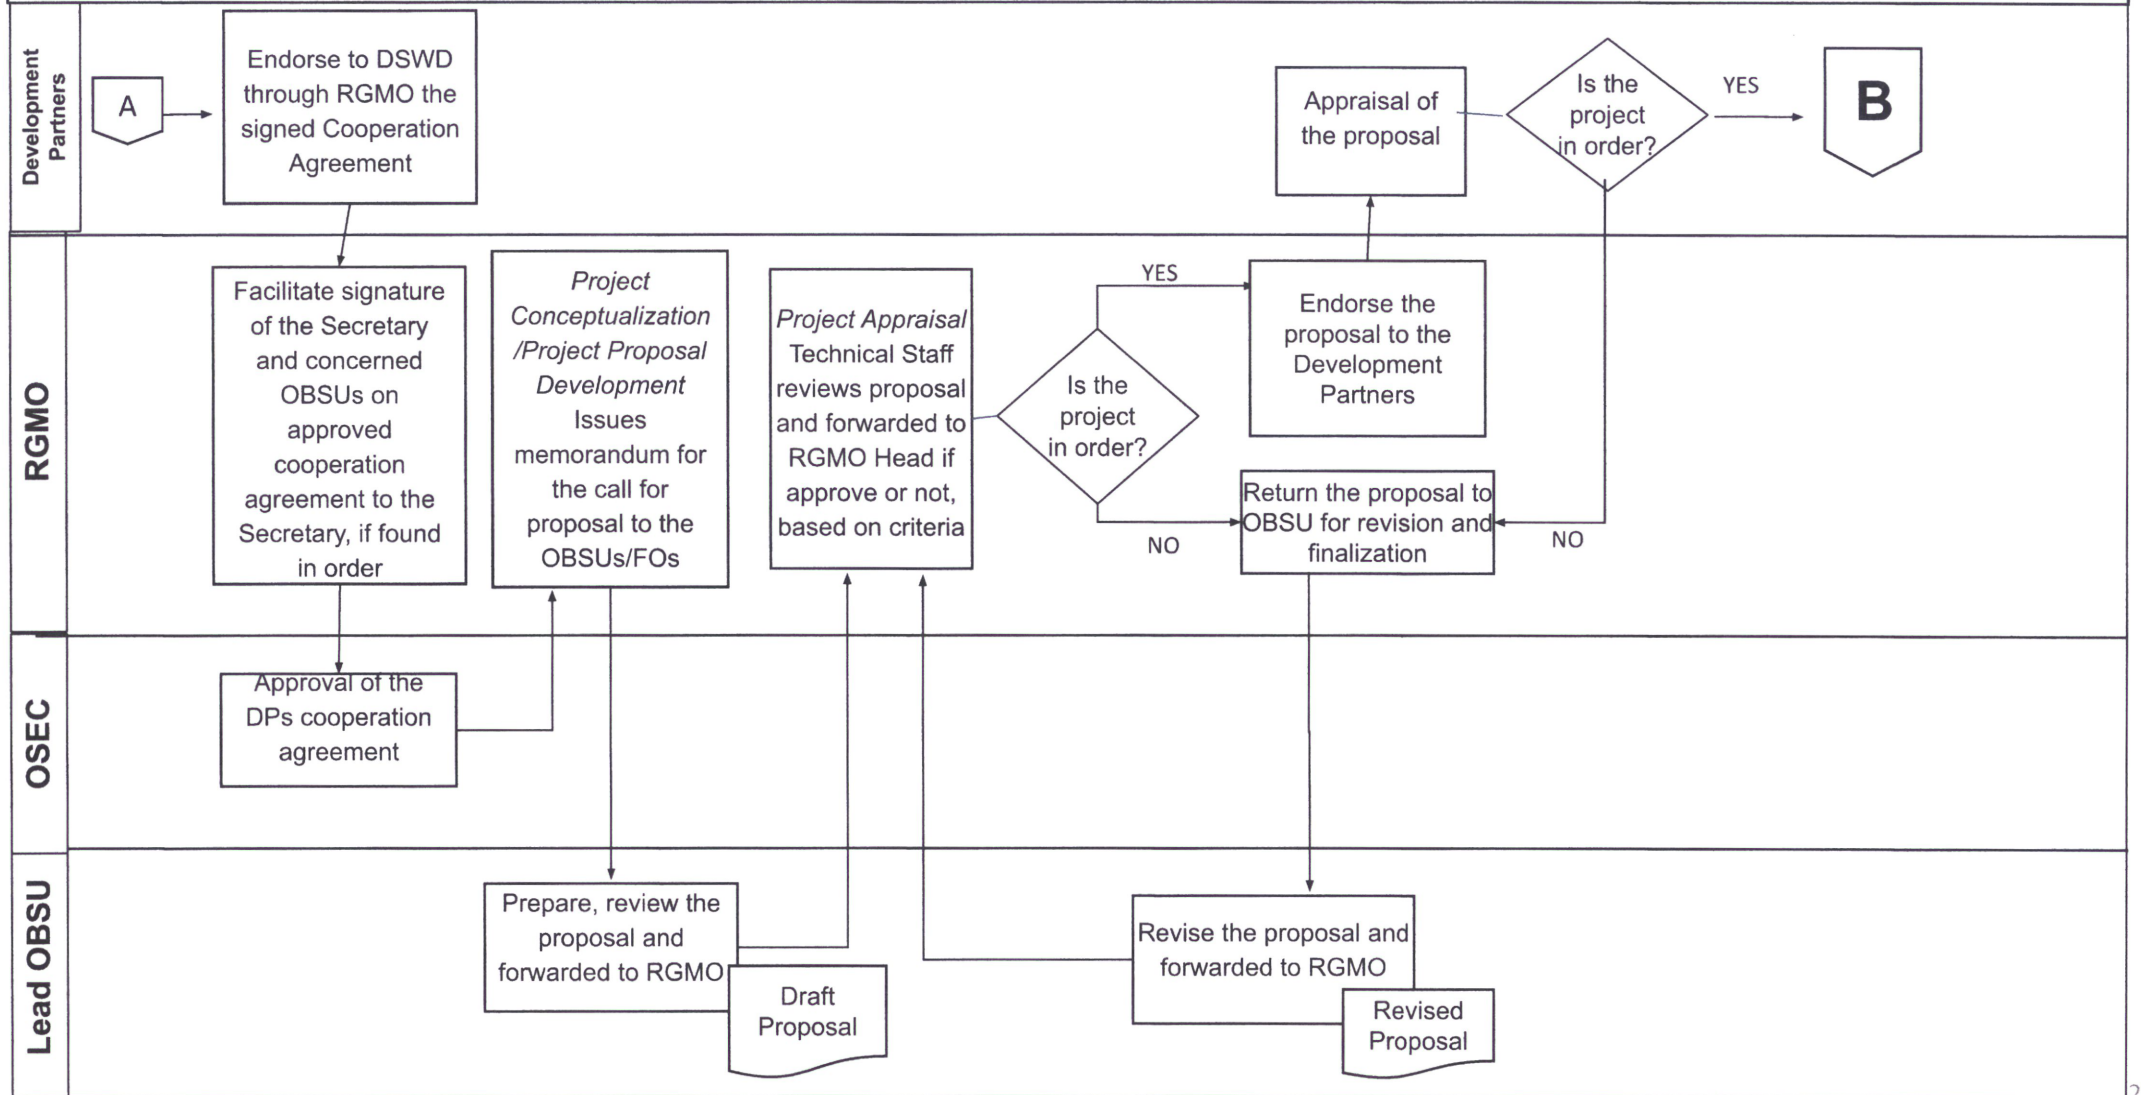 Development
Partners
A
Endorse to DSWD
through RGMO the
signed Cooperation
Agreement
Appraisal of
the proposal
Is the
project
in order?
YES
B
RGMO
Facilitate signature
of the Secretary
and concerned
OBSUs on
approved
cooperation
agreement to the
Secretary, if found
in order
Project
Conceptualization
/Project Proposal
Development
Issues
memorandum for
the call for
proposal to the
OBSUs/FOs
Project Appraisal
Technical Staff
reviews proposal
and forwarded to
RGMO Head if
approve or not,
based on criteria
Is the
project
in order?
YES
NO
Endorse the
proposal to the
Development
Partners
Return the proposal to
OBSU for revision and
finalization
NO
OSEC
Approval of the
DPs cooperation
agreement
Lead OBSU
Prepare, review the
proposal and
forwarded to RGMO
Draft
Proposal
Revise the proposal and
forwarded to RGMO
Revised
Proposal
2